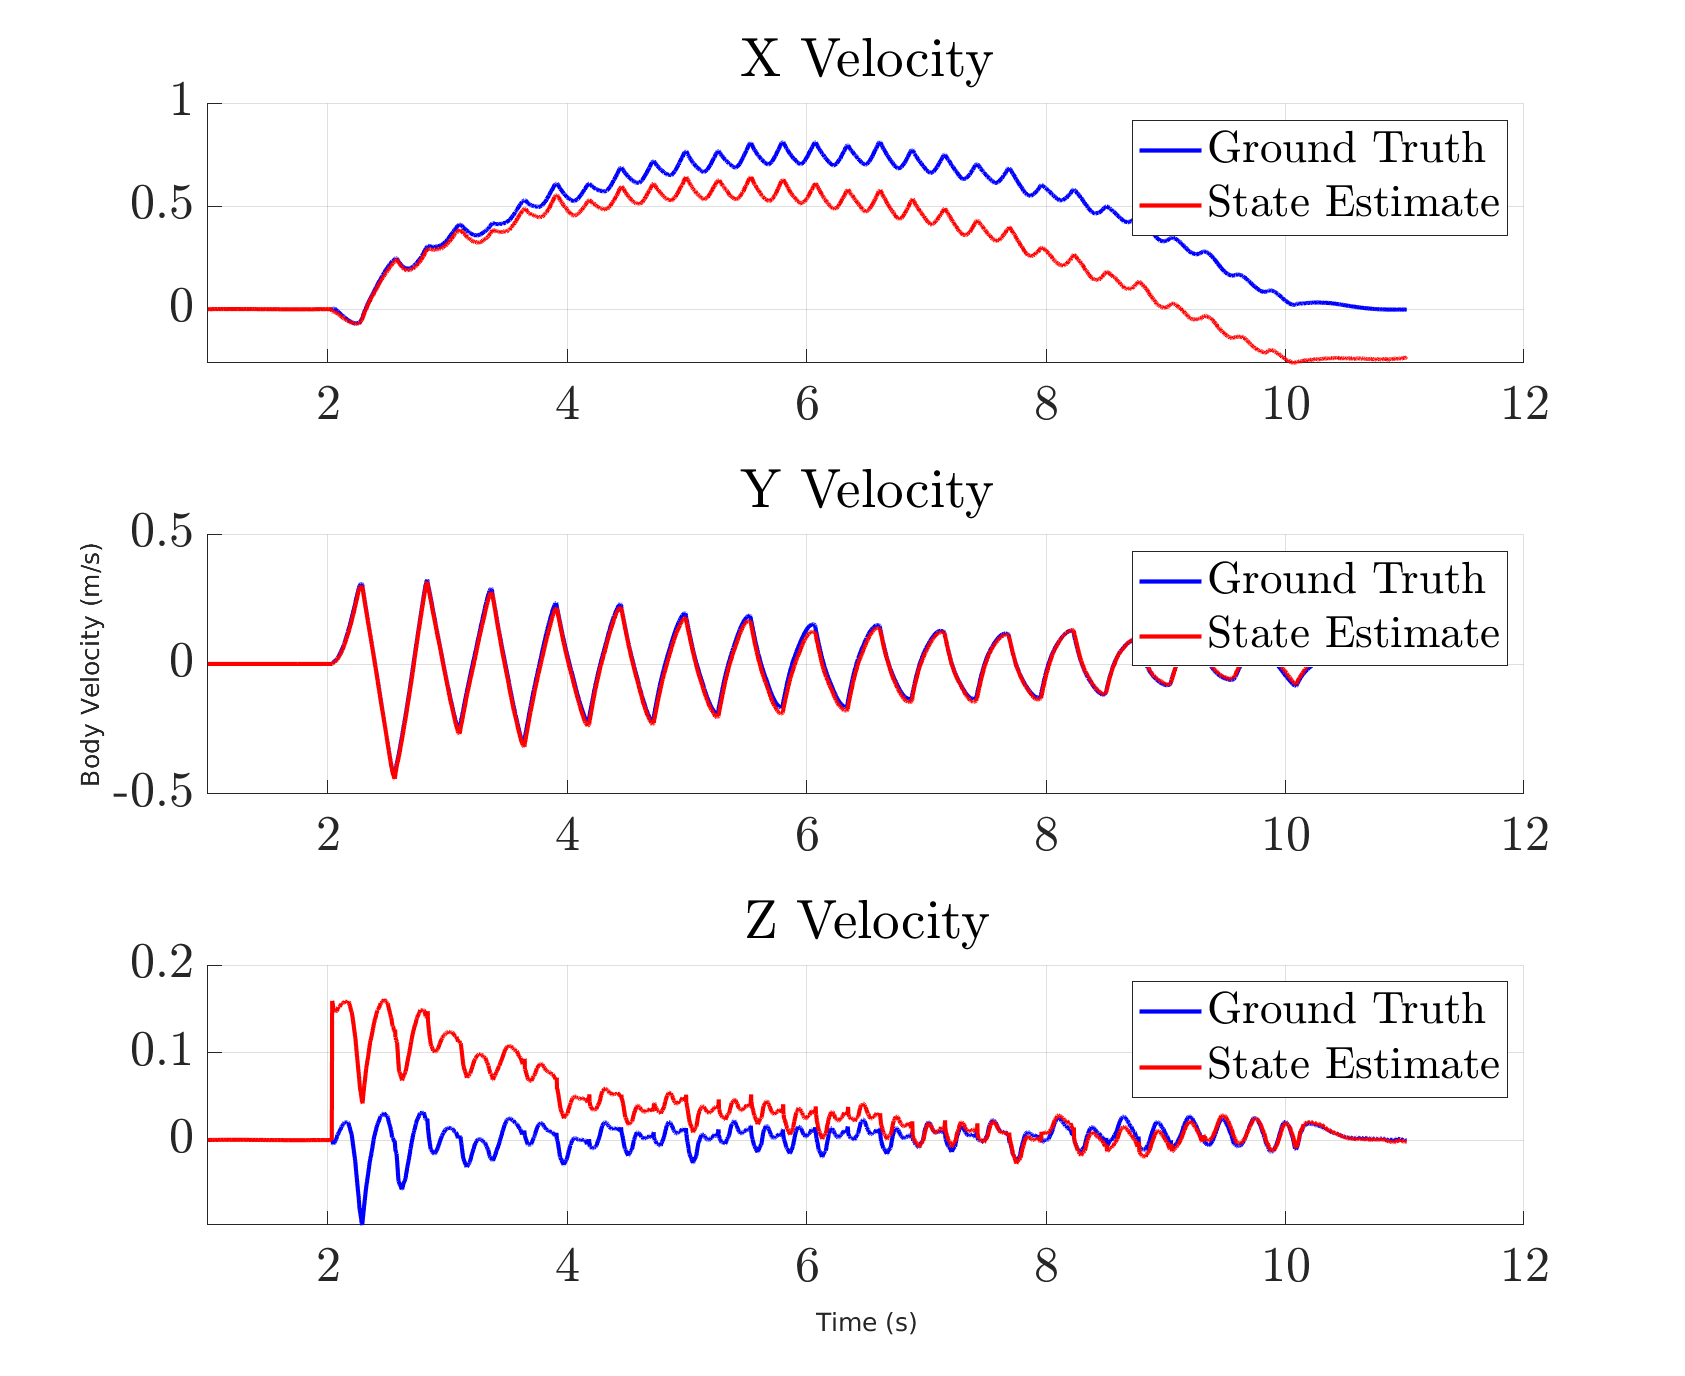 X Velocity
1
0.5
0
Ground Truth
State Estimate
2 4 6 8 10 12
Y Velocity
0.5
0
-0.5
Body Velocity (m/s)
Ground Truth
State Estimate
2 4 6 8 10 12
Z Velocity
0.2
0.1
0
Ground Truth
State Estimate
2 4 6 8 10 12
Time (s)